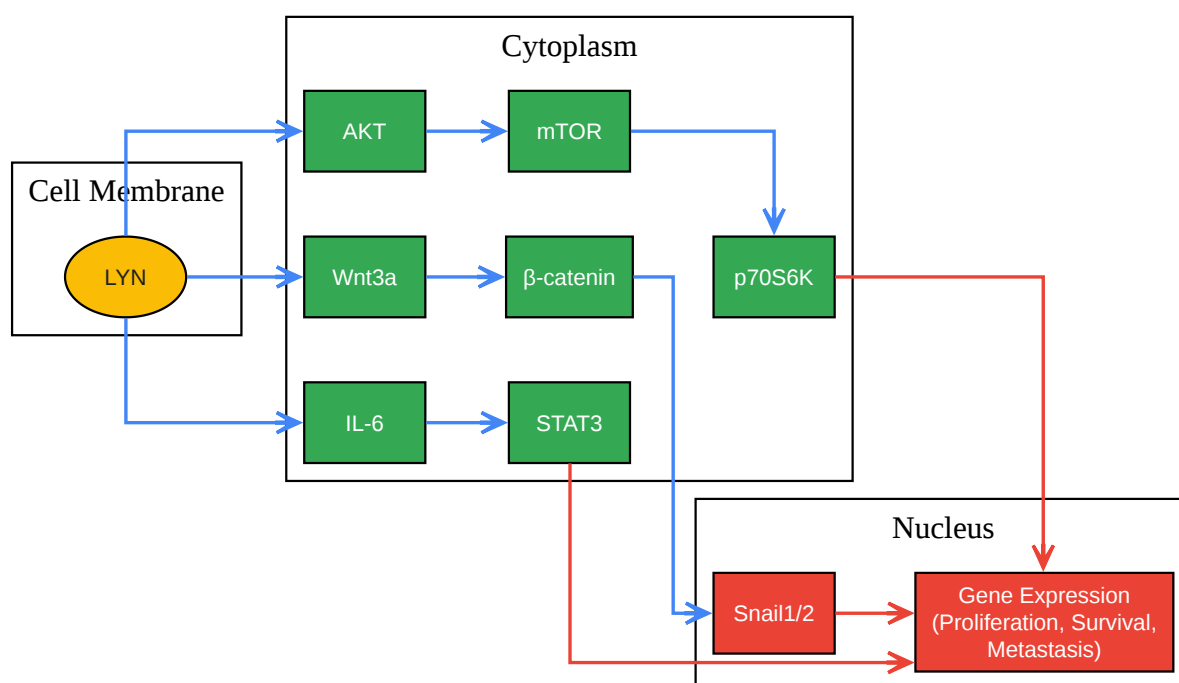 Cytoplasm
AKT
mTOR
Cell Membrane
LYN
Wnt3a
β-catenin
p70S6K
IL-6
STAT3
Nucleus
Snail1/2
Gene Expression
(Proliferation, Survival,
Metastasis)